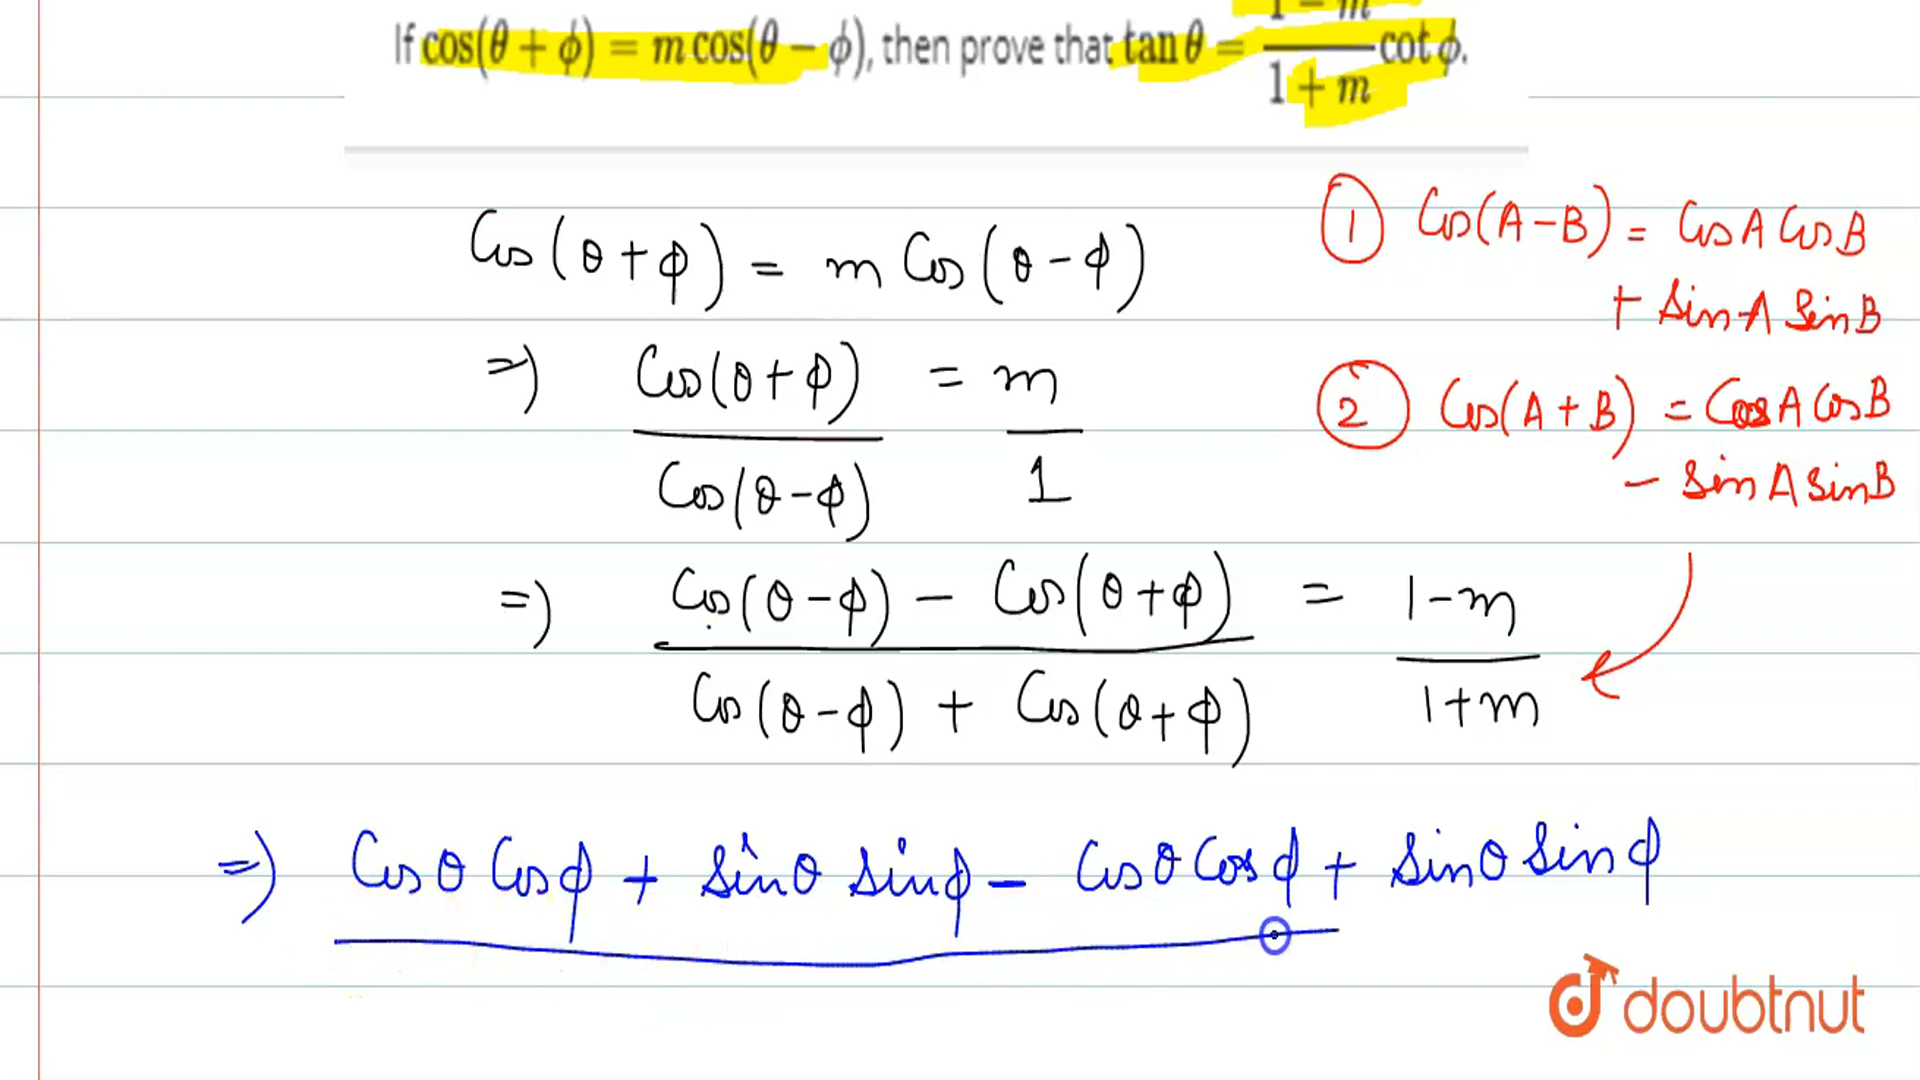 1 − m
If cos(θ + ϕ) = m cos(θ − ϕ), then prove that tan θ = ――― cot ϕ.
1 + m
Cos(θ+ϕ) = m Cos(θ-ϕ)
=) Cos(θ+ϕ) = m
Cos(θ-ϕ) 1
=) Cos(θ-ϕ) - Cos(θ+ϕ) = 1-m
Cos(θ-ϕ) + Cos(θ+ϕ) 1+m
① Cos(A-B) = CosA CosB
+ SinA SinB
② Cos(A+B) = CosA CosB
- SinA SinB
=) Cosθ Cosϕ + Sinθ Sinϕ - Cosθ Cosϕ + Sinθ Sinϕ
doubtnut